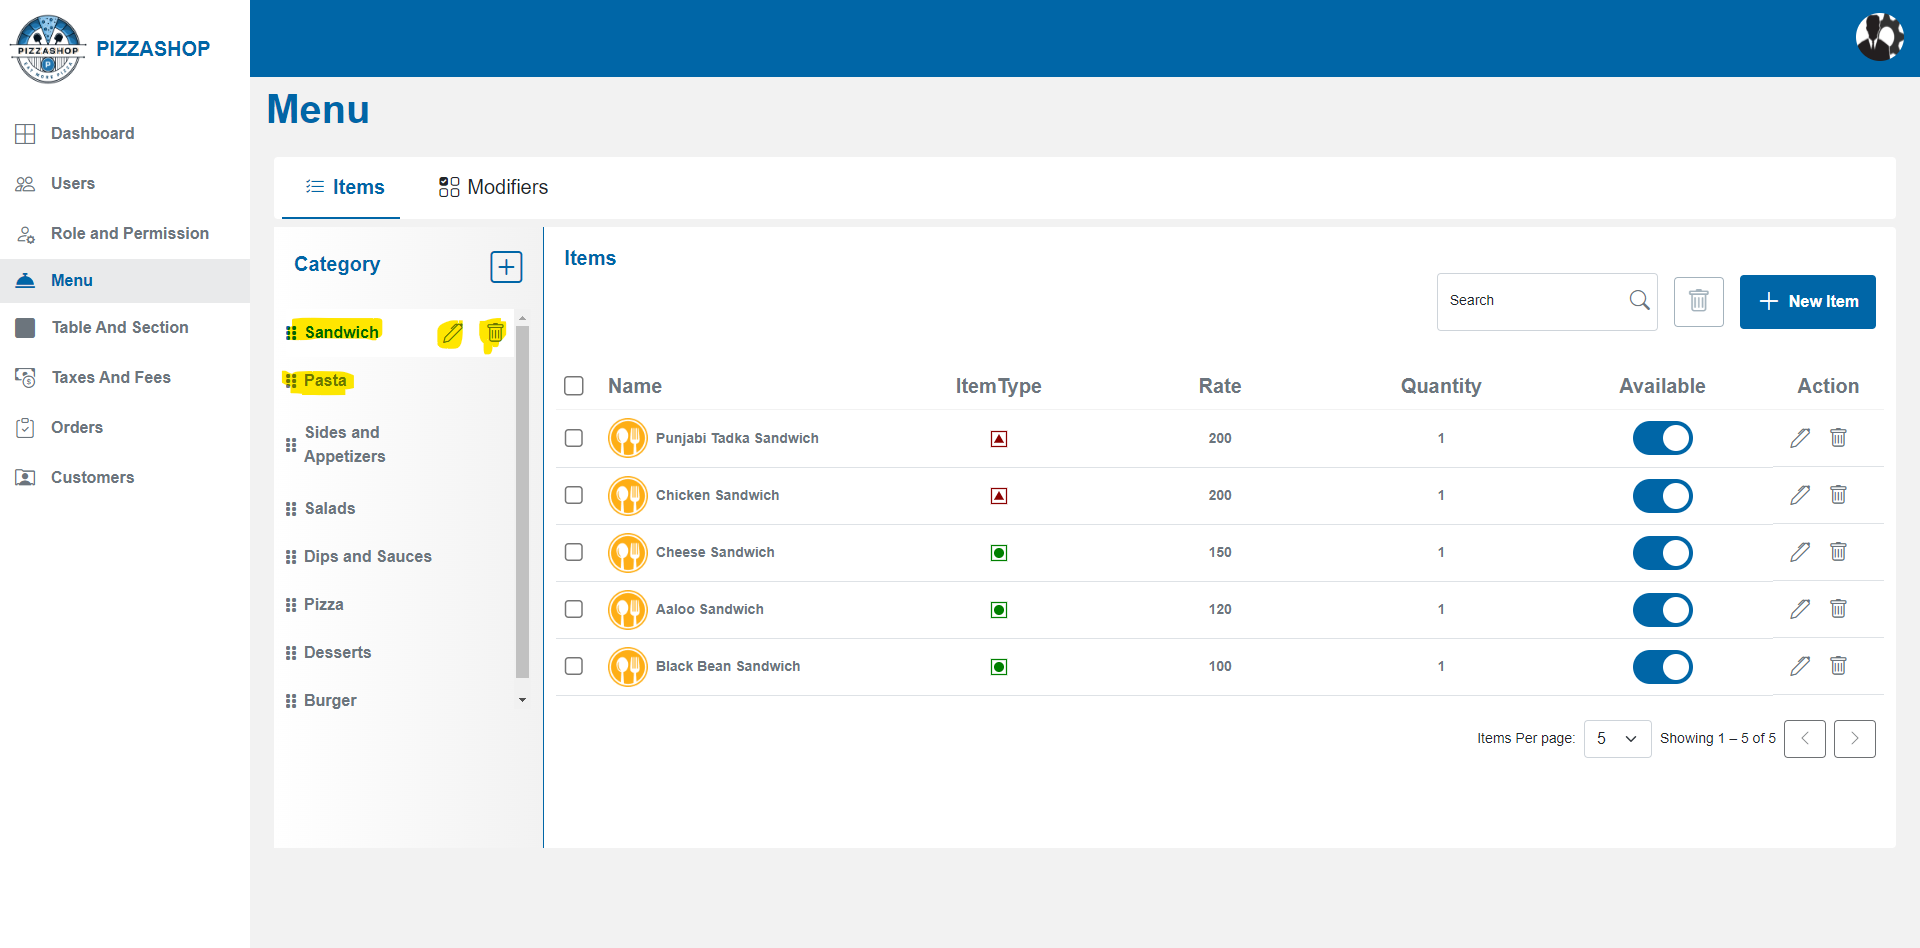 PIZZASHOP
EAT MORE PIZZA
PIZZASHOP
Dashboard
Users
Role and Permission
Menu
Table And Section
Taxes And Fees
Orders
Customers
Menu
Items
Modifiers
Category
Sandwich
Pasta
Sides and
Appetizers
Salads
Dips and Sauces
Pizza
Desserts
Burger
Items
Search
New Item
Name ItemType Rate Quantity Available Action
Punjabi Tadka Sandwich 200 1
Chicken Sandwich 200 1
Cheese Sandwich 150 1
Aaloo Sandwich 120 1
Black Bean Sandwich 100 1
Items Per page: 5 Showing 1 – 5 of 5